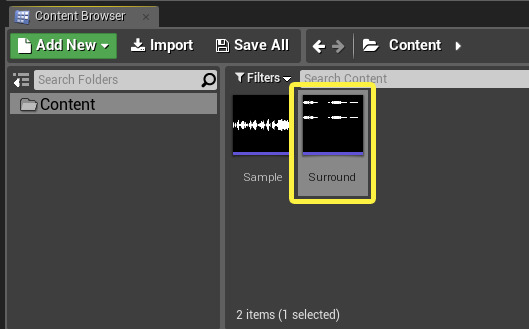 Content Browser
Add New Import Save All Content
Search Folders
Filters Search Content
Content
Sample Surround
2 items (1 selected)